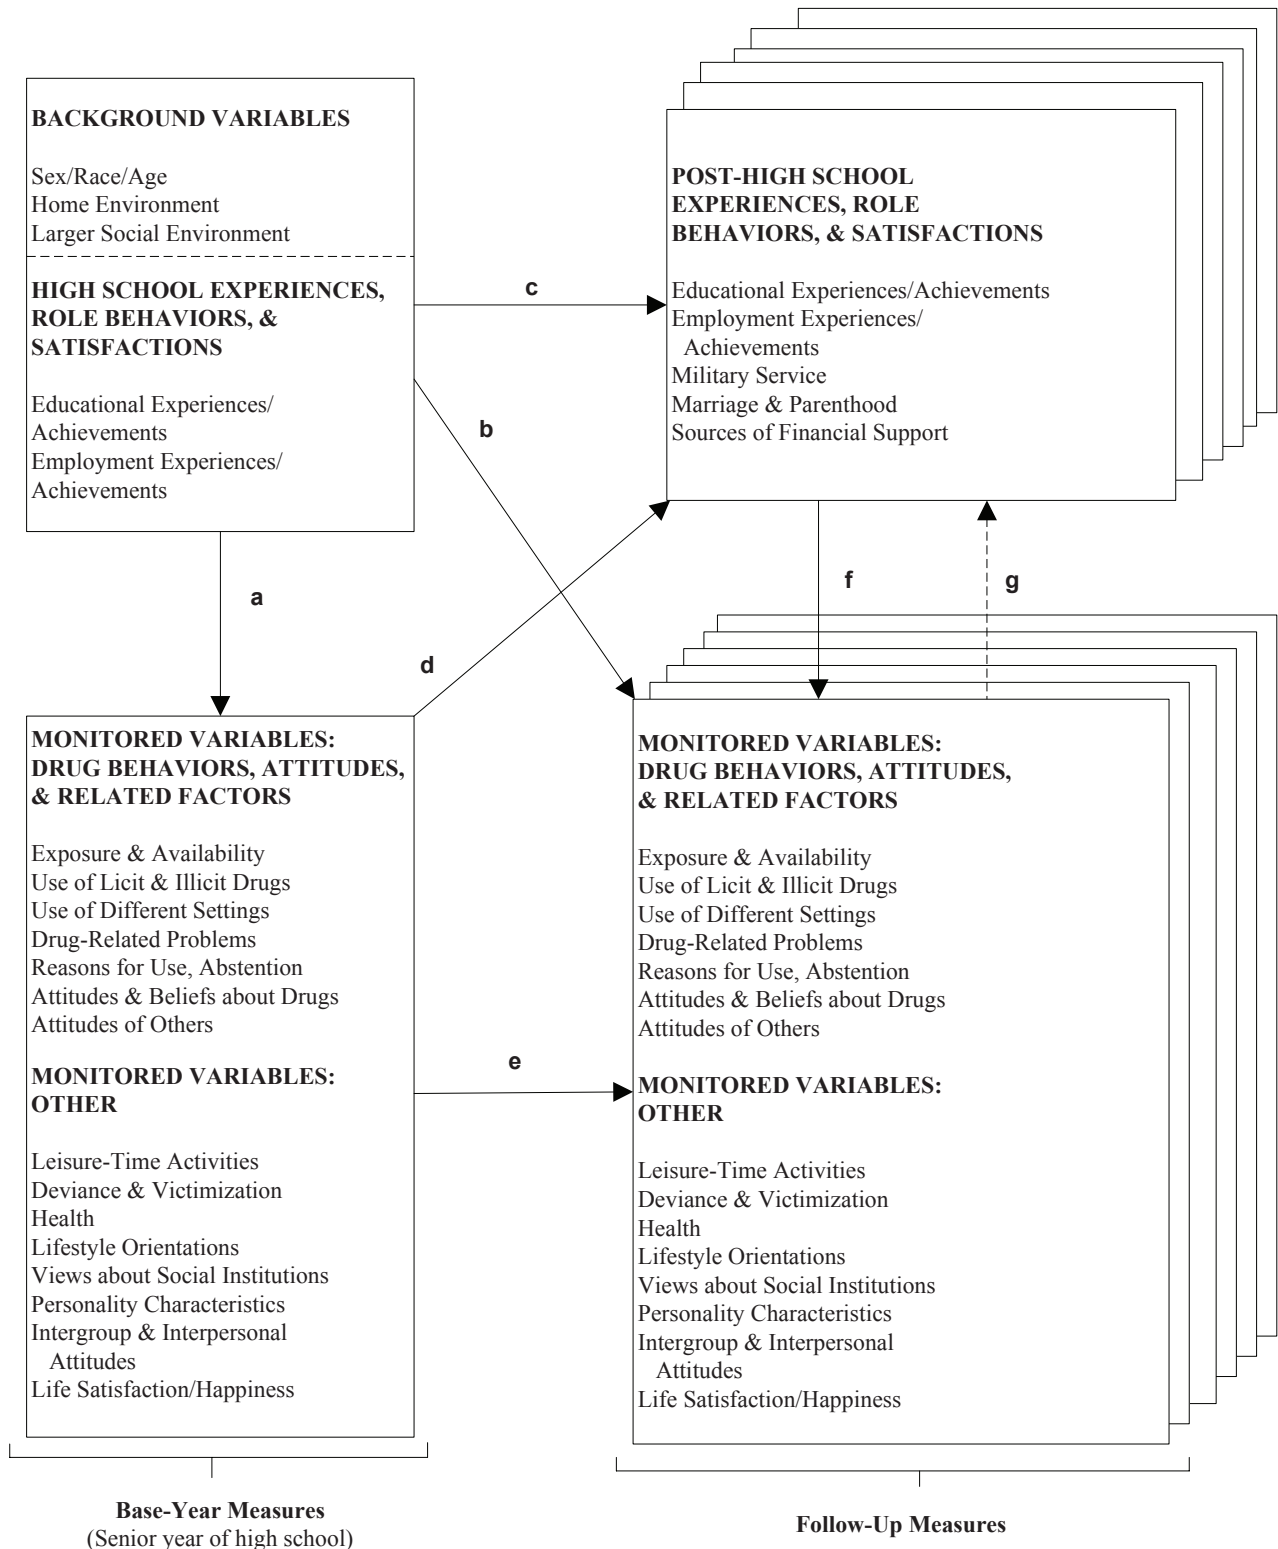 BACKGROUND VARIABLES
Sex/Race/Age
Home Environment
Larger Social Environment
HIGH SCHOOL EXPERIENCES,
ROLE BEHAVIORS, &
SATISFACTIONS
Educational Experiences/
Achievements
Employment Experiences/
Achievements
c
b
POST-HIGH SCHOOL
EXPERIENCES, ROLE
BEHAVIORS, & SATISFACTIONS
Educational Experiences/Achievements
Employment Experiences/
Achievements
Military Service
Marriage & Parenthood
Sources of Financial Support
a
d
f
g
MONITORED VARIABLES:
DRUG BEHAVIORS, ATTITUDES,
& RELATED FACTORS
Exposure & Availability
Use of Licit & Illicit Drugs
Use of Different Settings
Drug-Related Problems
Reasons for Use, Abstention
Attitudes & Beliefs about Drugs
Attitudes of Others
MONITORED VARIABLES:
OTHER
Leisure-Time Activities
Deviance & Victimization
Health
Lifestyle Orientations
Views about Social Institutions
Personality Characteristics
Intergroup & Interpersonal
Attitudes
Life Satisfaction/Happiness
e
MONITORED VARIABLES:
DRUG BEHAVIORS, ATTITUDES,
& RELATED FACTORS
Exposure & Availability
Use of Licit & Illicit Drugs
Use of Different Settings
Drug-Related Problems
Reasons for Use, Abstention
Attitudes & Beliefs about Drugs
Attitudes of Others
MONITORED VARIABLES:
OTHER
Leisure-Time Activities
Deviance & Victimization
Health
Lifestyle Orientations
Views about Social Institutions
Personality Characteristics
Intergroup & Interpersonal
Attitudes
Life Satisfaction/Happiness
Base-Year Measures
(Senior year of high school)
Follow-Up Measures